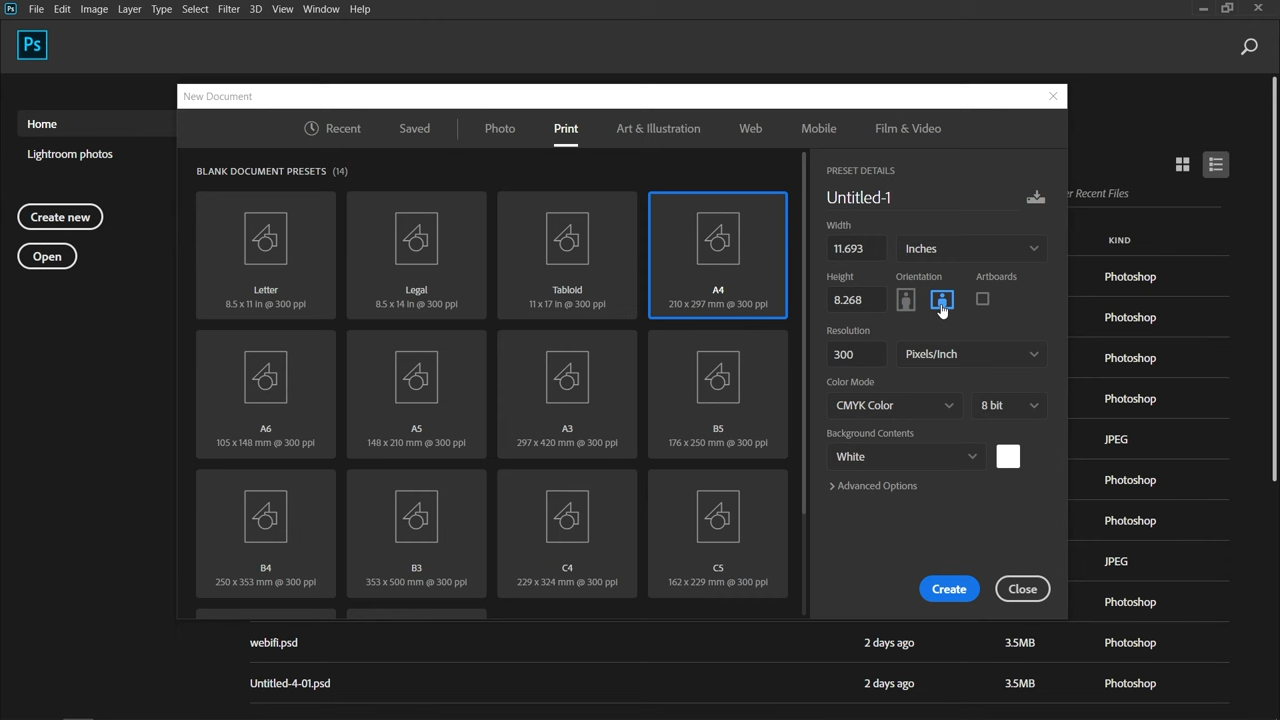 Ps File Edit Image Layer Type Select Filter 3D View Window Help
Ps
New Document
Home
Lightroom photos
Create new
Open
Recent Saved Photo Print Art & Illustration Web Mobile Film & Video
BLANK DOCUMENT PRESETS (14)
Letter
8.5 x 11 in @ 300 ppi
Legal
8.5 x 14 in @ 300 ppi
Tabloid
11 x 17 in @ 300 ppi
A4
210 x 297 mm @ 300 ppi
A6
105 x 148 mm @ 300 ppi
A5
148 x 210 mm @ 300 ppi
A3
297 x 420 mm @ 300 ppi
B5
176 x 250 mm @ 300 ppi
B4
250 x 353 mm @ 300 ppi
B3
353 x 500 mm @ 300 ppi
C4
229 x 324 mm @ 300 ppi
C5
162 x 229 mm @ 300 ppi
PRESET DETAILS
Untitled-1
Width
11.693 Inches
Height Orientation Artboards
8.268
Resolution
300 Pixels/Inch
Color Mode
CMYK Color 8 bit
Background Contents
White
Advanced Options
Create Close
Recent Files
KIND
Photoshop
Photoshop
Photoshop
Photoshop
JPEG
Photoshop
Photoshop
JPEG
Photoshop
webifi.psd 2 days ago 3.5MB Photoshop
Untitled-4-01.psd 2 days ago 3.5MB Photoshop